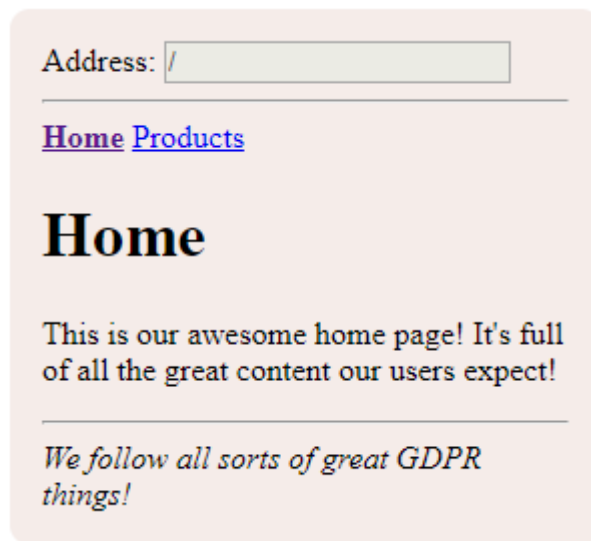 Address: /
Home Products
Home
This is our awesome home page! It's full
of all the great content our users expect!
We follow all sorts of great GDPR
things!